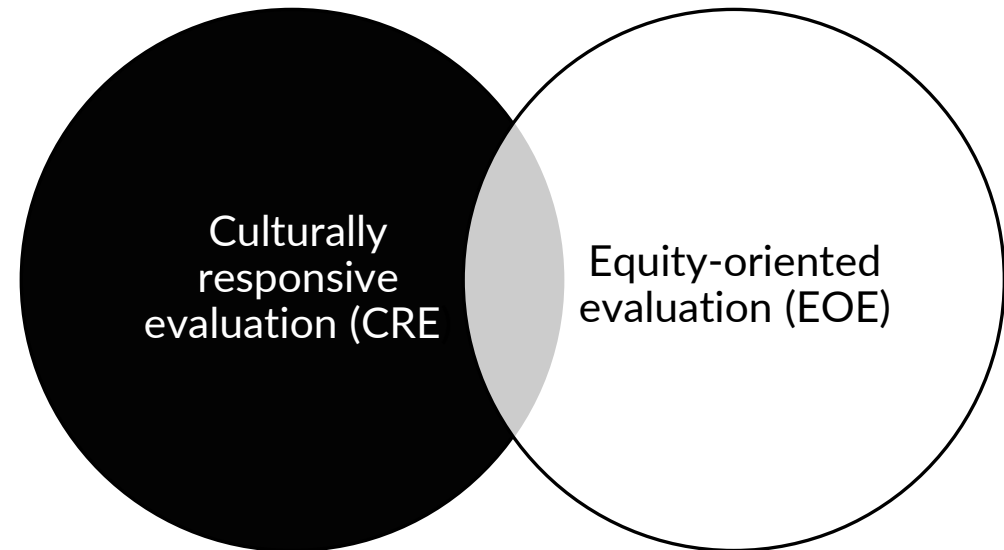 Culturally
responsive
evaluation (CRE
Equity-oriented
evaluation (EOE)